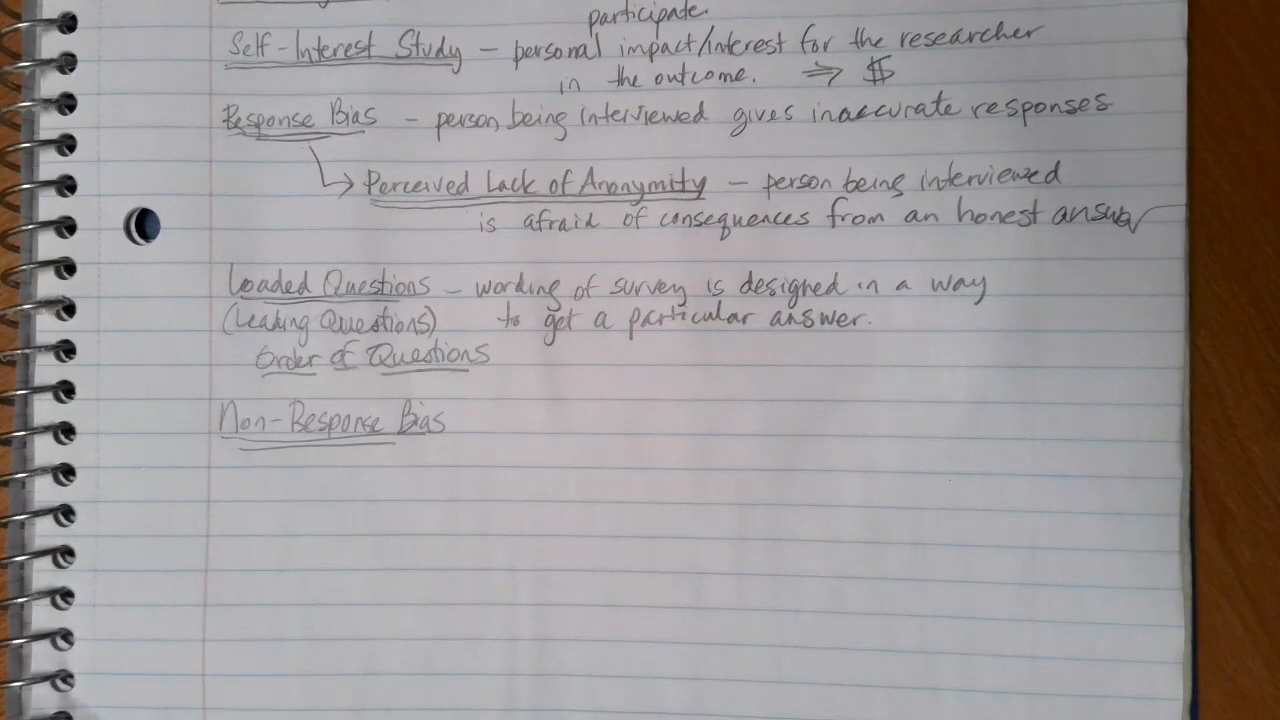 participate.
Self-Interest Study – personal impact/interest for the researcher
in the outcome. ⇒ $
Response Bias – person being interviewed gives inaccurate responses
↳ Perceived Lack of Anonymity – person being interviewed
is afraid of consequences from an honest answer
Loaded Questions – wording of survey is designed in a way
(Leading Questions) to get a particular answer.
Order of Questions
Non-Response Bias